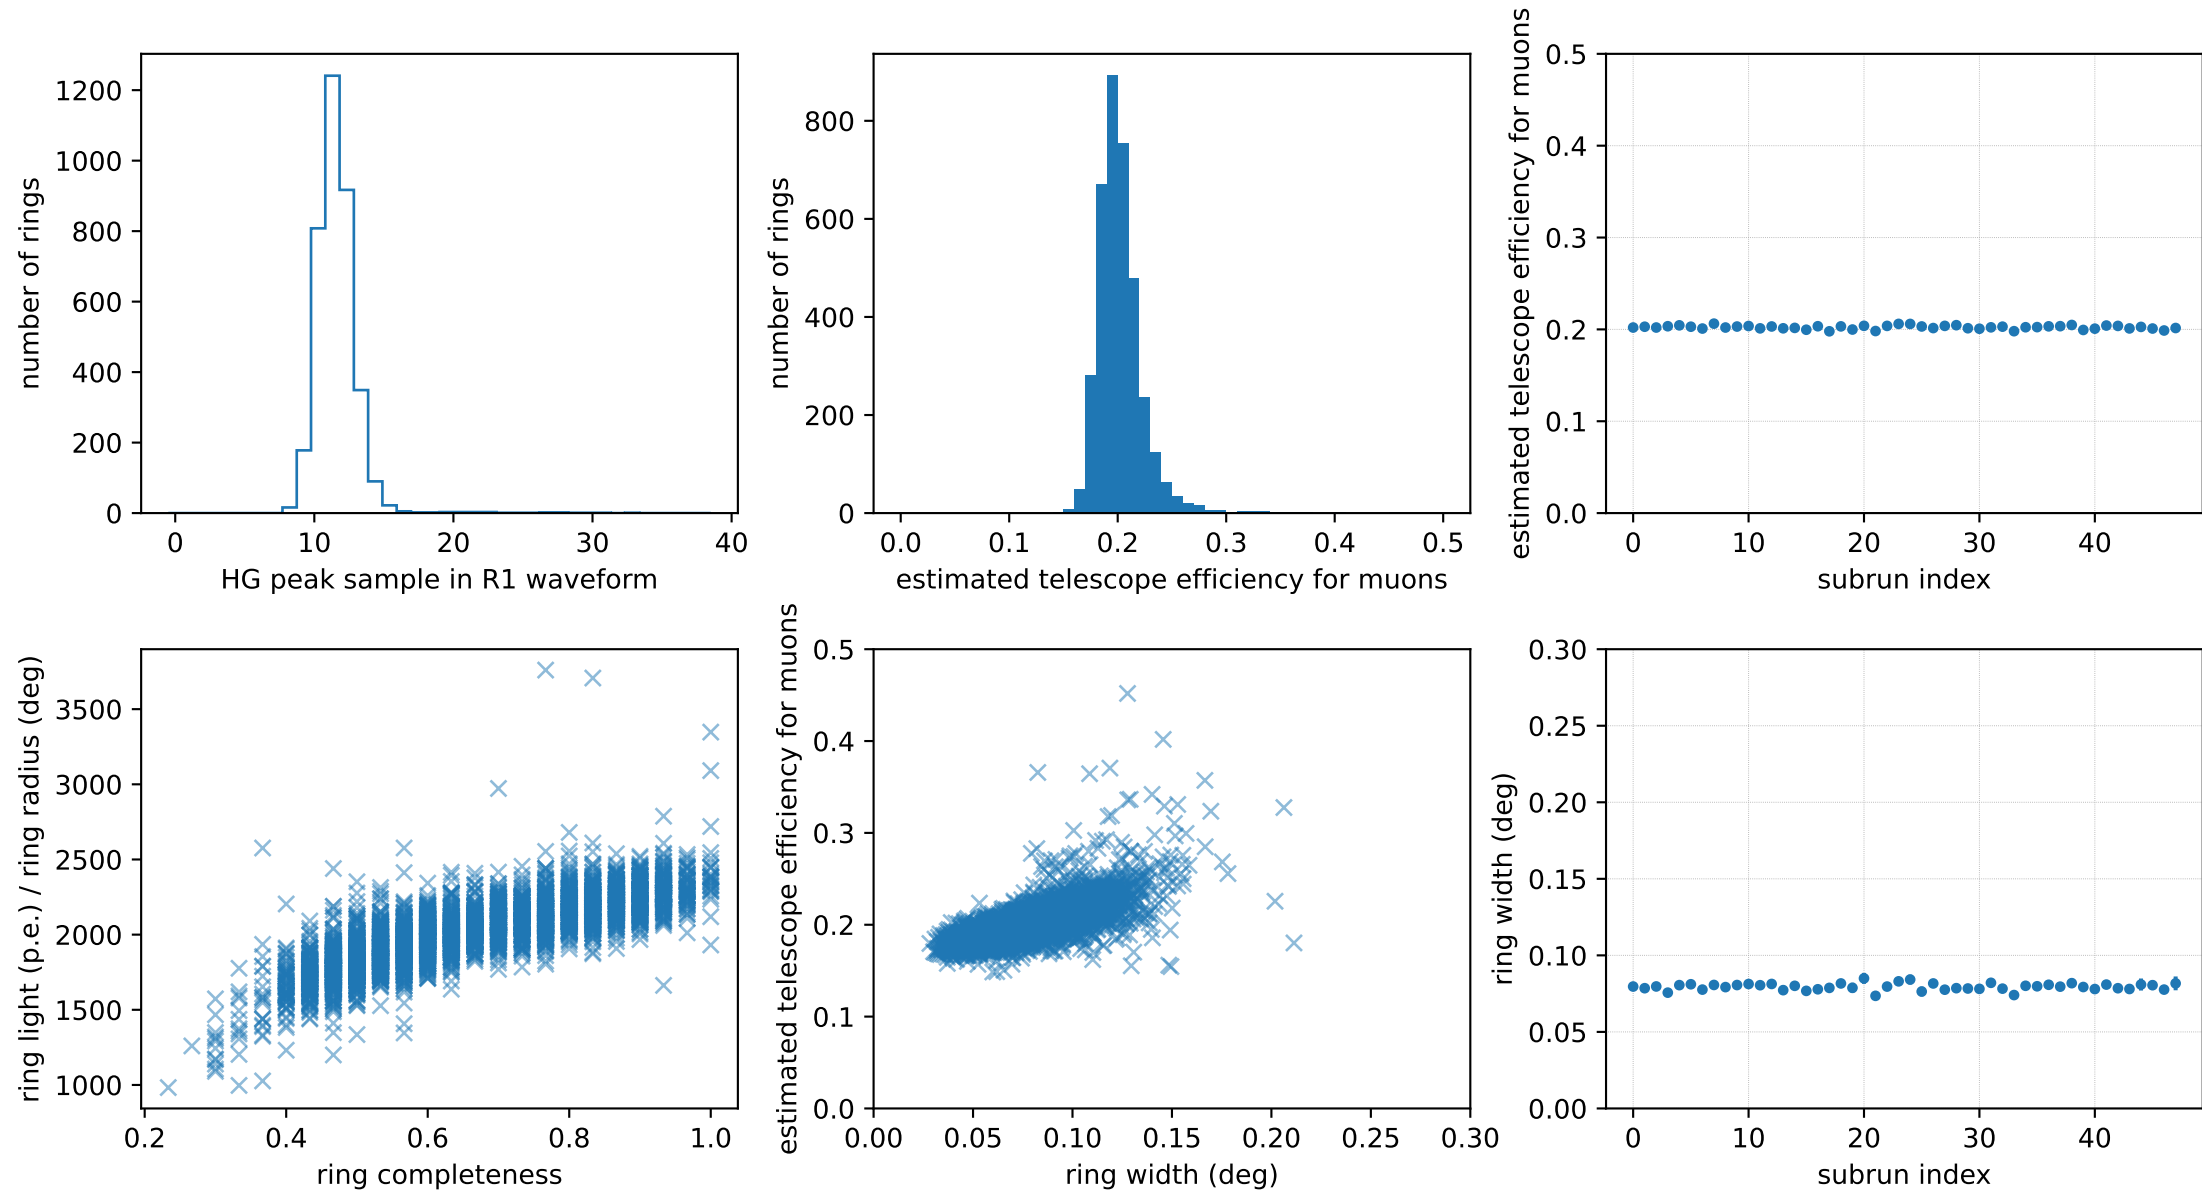 number of rings
1200
1000
800
600
400
200
0
0 10 20 30 40
HG peak sample in R1 waveform
number of rings
800
600
400
200
0
0.0 0.1 0.2 0.3 0.4 0.5
estimated telescope efficiency for muons
estimated telescope efficiency for muons
0.5
0.4
0.3
0.2
0.1
0.0
0 10 20 30 40
subrun index
ring light (p.e.) / ring radius (deg)
3500
3000
2500
2000
1500
1000
0.2 0.4 0.6 0.8 1.0
ring completeness
estimated telescope efficiency for muons
0.5
0.4
0.3
0.2
0.1
0.0
0.00 0.05 0.10 0.15 0.20 0.25 0.30
ring width (deg)
ring width (deg)
0.30
0.25
0.20
0.15
0.10
0.05
0.00
0 10 20 30 40
subrun index